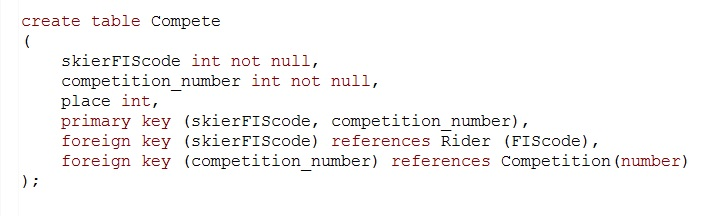 create table Compete
(
skierFIScode int not null,
competition_number int not null,
place int,
primary key (skierFIScode, competition_number),
foreign key (skierFIScode) references Rider (FIScode),
foreign key (competition_number) references Competition(number)
);